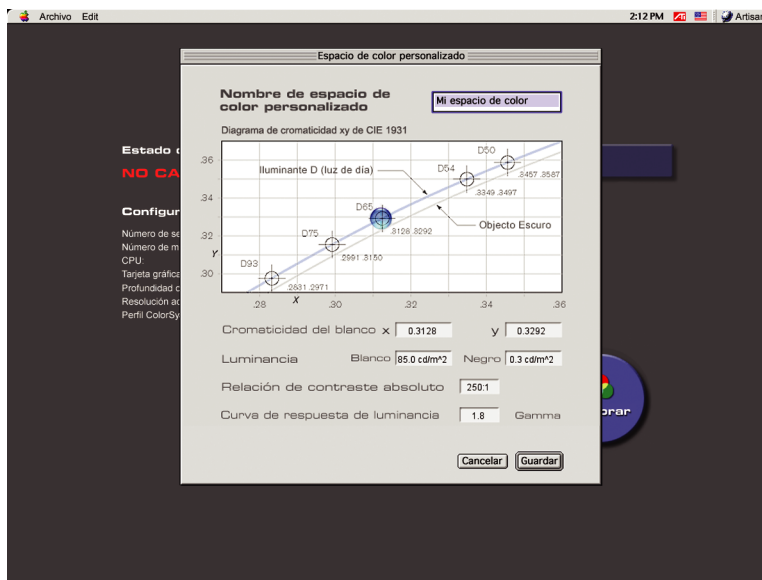 Archivo Edit 2:12 PM ATI Artisan
Espacio de color personalizado
Nombre de espacio de
color personalizado
Mi espacio de color
Diagrama de cromaticidad xy de CIE 1931
Estado
NO CA
Configur
Número de se
Número de m
CPU:
Tarjeta gráfica
Profundidad c
Resolución ac
Perfil ColorSy
.36
.34
.32
.30
Y
D50
.3457 .3587
D54
.3349 .3497
Iluminante D (luz de día)
D65
.3128 .3292
Objecto Escuro
D75
.2991 .3150
D93
.2831 .2971
.28 .30 .32 .34 .36
X
Cromaticidad del blanco x 0.3128 y 0.3292
Luminancia Blanco 85.0 cd/m^2 Negro 0.3 cd/m^2
Relación de contraste absoluto 250:1
Curva de respuesta de luminancia 1.8 Gamma
orar
Cancelar Guardar